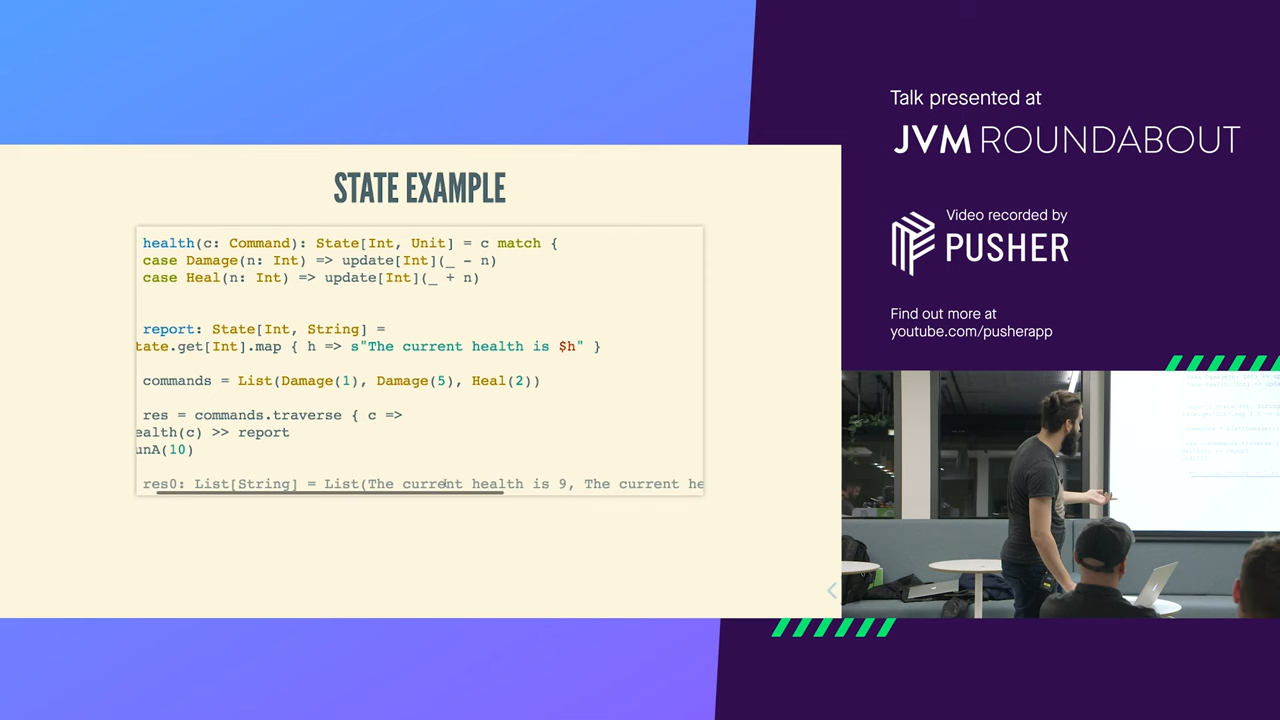 STATE EXAMPLE
health(c: Command): State[Int, Unit] = c match {
case Damage(n: Int) => update[Int](_ - n)
case Heal(n: Int) => update[Int](_ + n)
report: State[Int, String] =
tate.get[Int].map { h => s"The current health is $h" }
commands = List(Damage(1), Damage(5), Heal(2))
res = commands.traverse { c =>
ealth(c) >> report
unA(10)
res0: List[String] = List(The current health is 9, The current he
Talk presented at
JVM ROUNDABOUT
Video recorded by
PUSHER
Find out more at
youtube.com/pusherapp